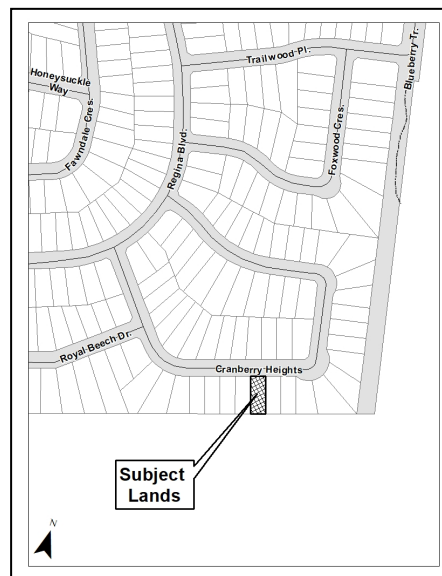 Blueberry Tr.
Trailwood Pl.
Honeysuckle
Way
Fawndale Cres.
Regina Blvd.
Foxwood Cres.
Royal Beech Dr.
Cranberry Heights
Subject
Lands
N